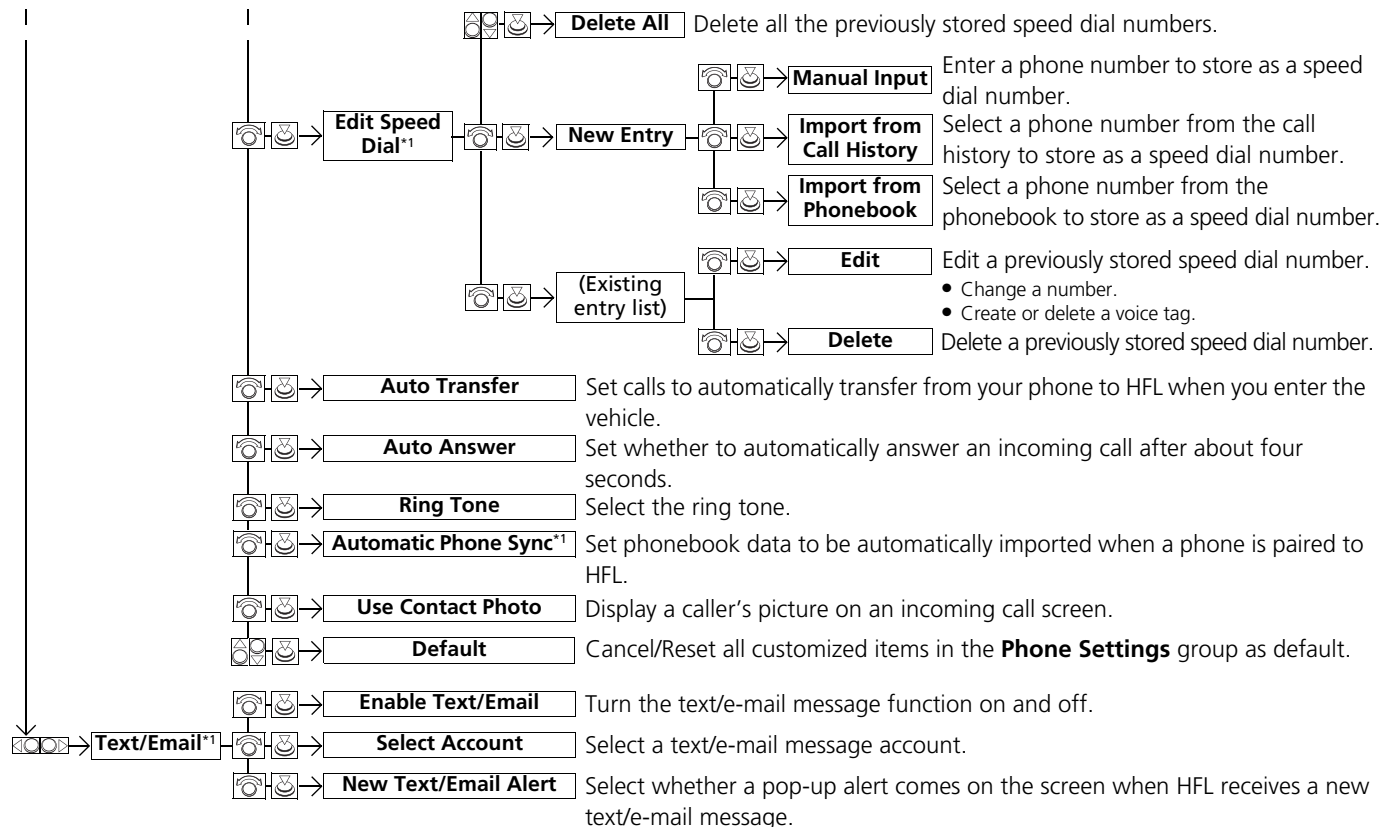 Delete All Delete all the previously stored speed dial numbers.
Manual Input Enter a phone number to store as a speed
dial number.
Edit Speed
Dial*1
New Entry
Import from
Call History
Select a phone number from the call
history to store as a speed dial number.
Import from
Phonebook
Select a phone number from the
phonebook to store as a speed dial number.
(Existing
entry list)
Edit Edit a previously stored speed dial number.
● Change a number.
● Create or delete a voice tag.
Delete Delete a previously stored speed dial number.
Auto Transfer Set calls to automatically transfer from your phone to HFL when you enter the
vehicle.
Auto Answer Set whether to automatically answer an incoming call after about four
seconds.
Ring Tone Select the ring tone.
Automatic Phone Sync*1 Set phonebook data to be automatically imported when a phone is paired to
HFL.
Use Contact Photo Display a caller's picture on an incoming call screen.
Default Cancel/Reset all customized items in the Phone Settings group as default.
Text/Email*1
Enable Text/Email Turn the text/e-mail message function on and off.
Select Account Select a text/e-mail message account.
New Text/Email Alert Select whether a pop-up alert comes on the screen when HFL receives a new
text/e-mail message.